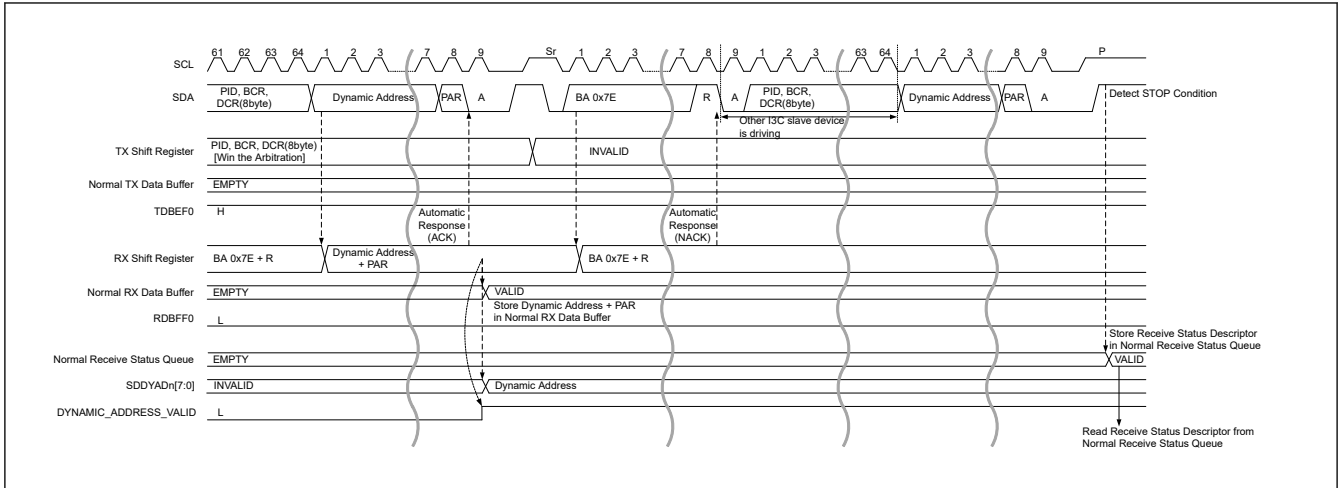 61 62 63 64 1 2 3 7 8 9 Sr 1 2 3 7 8 9 1 2 3 63 64 1 2 3 8 9 P
SCL
SDA PID, BCR, DCR(8byte) Dynamic Address PAR A BA 0x7E R A PID, BCR, DCR(8byte) Dynamic Address PAR A Detect STOP Condition
Other I3C slave device
is driving
TX Shift Register PID, BCR, DCR(8byte)
[Win the Arbitration] INVALID
Normal TX Data Buffer EMPTY
TDBEF0 H
Automatic
Response
(ACK)
Automatic
Response
(NACK)
RX Shift Register BA 0x7E + R Dynamic Address
+ PAR BA 0x7E + R
Normal RX Data Buffer EMPTY VALID
Store Dynamic Address + PAR
in Normal RX Data Buffer
RDBFF0 L
Store Receive Status Descriptor
in Normal Receive Status Queue
Normal Receive Status Queue EMPTY VALID
SDDYADn[7:0] INVALID Dynamic Address
DYNAMIC_ADDRESS_VALID L
Read Receive Status Descriptor from
Normal Receive Status Queue